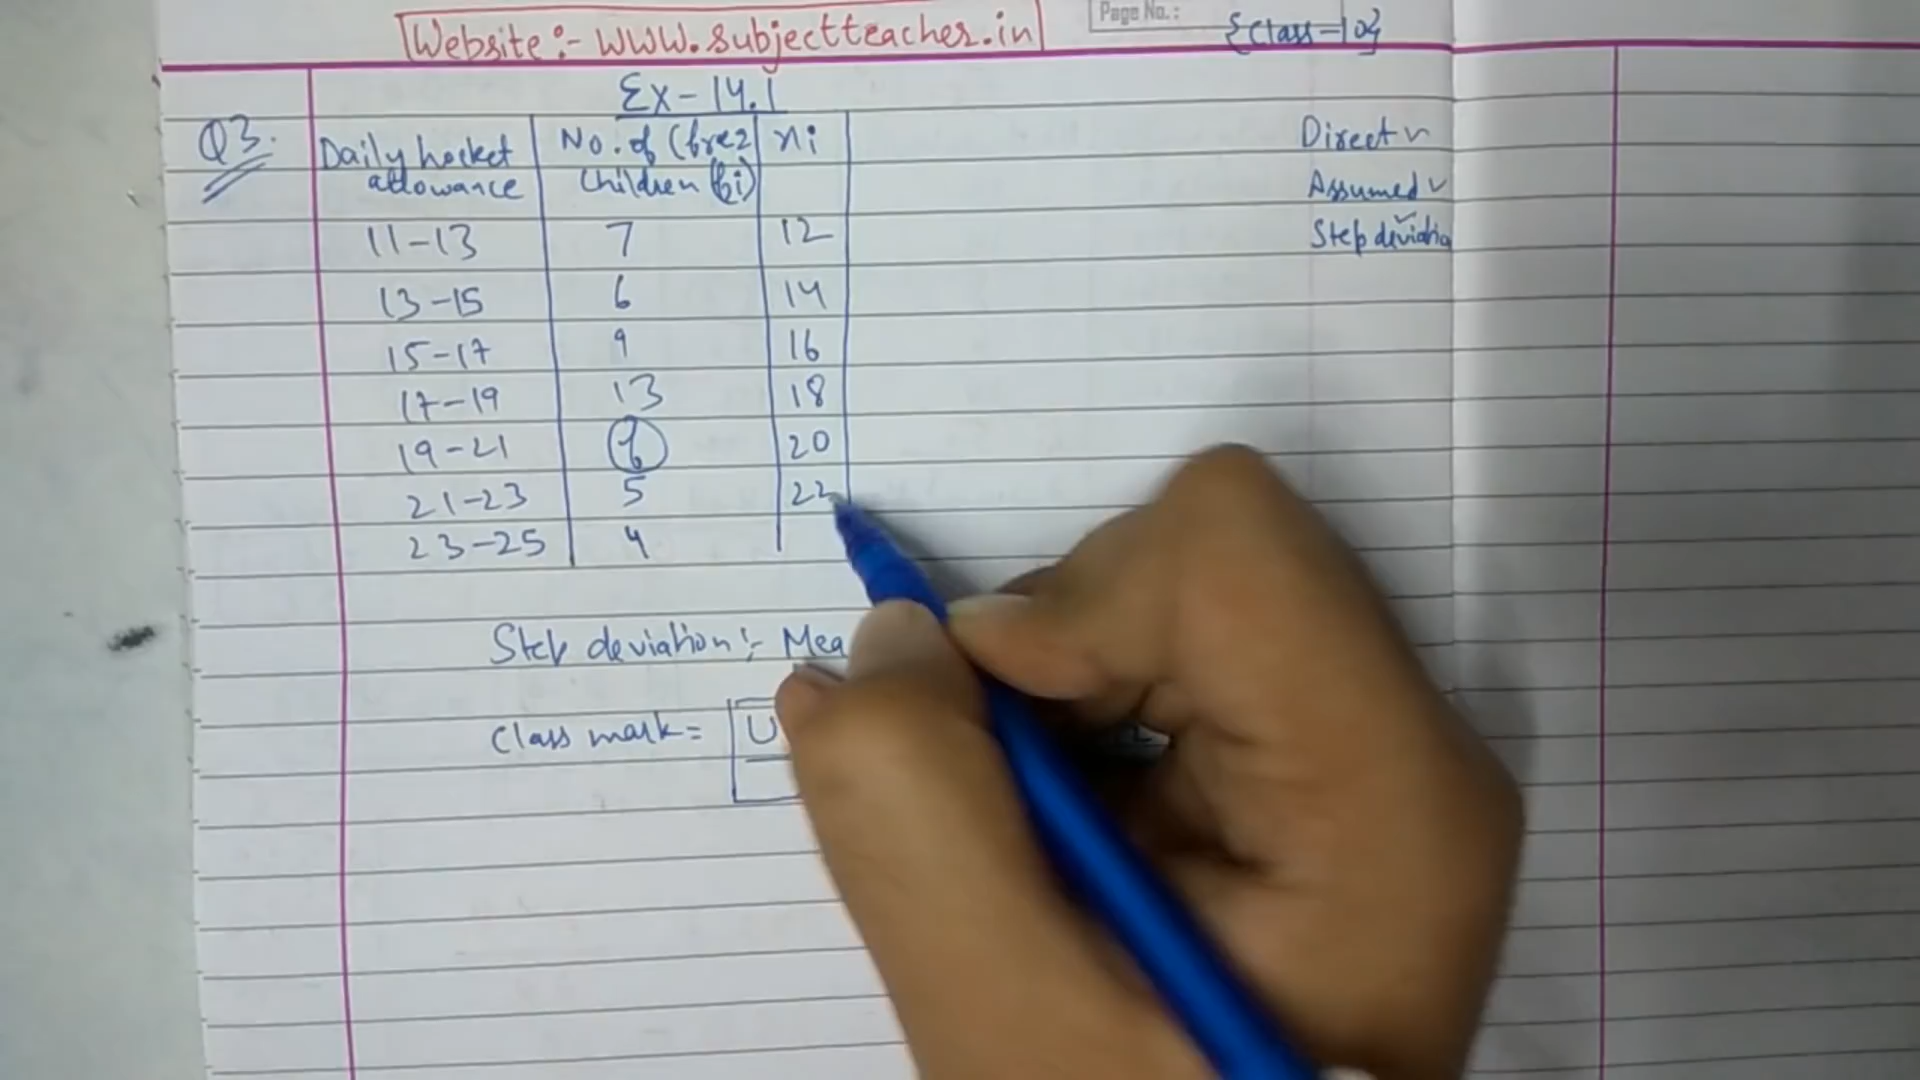 Website:- www.subjectteacher.in
Page No.:
{Class-10}
Ex-14.1
Q3.
Daily pocket allowance
No. of (freq children (fi)
xi
11-13 7 12
13-15 6 14
15-17 9 16
17-19 13 18
19-21 f 20
21-23 5 22
23-25 4
Direct
Assumed
Step deviatio
Step deviation:- Mea
Class mark = U